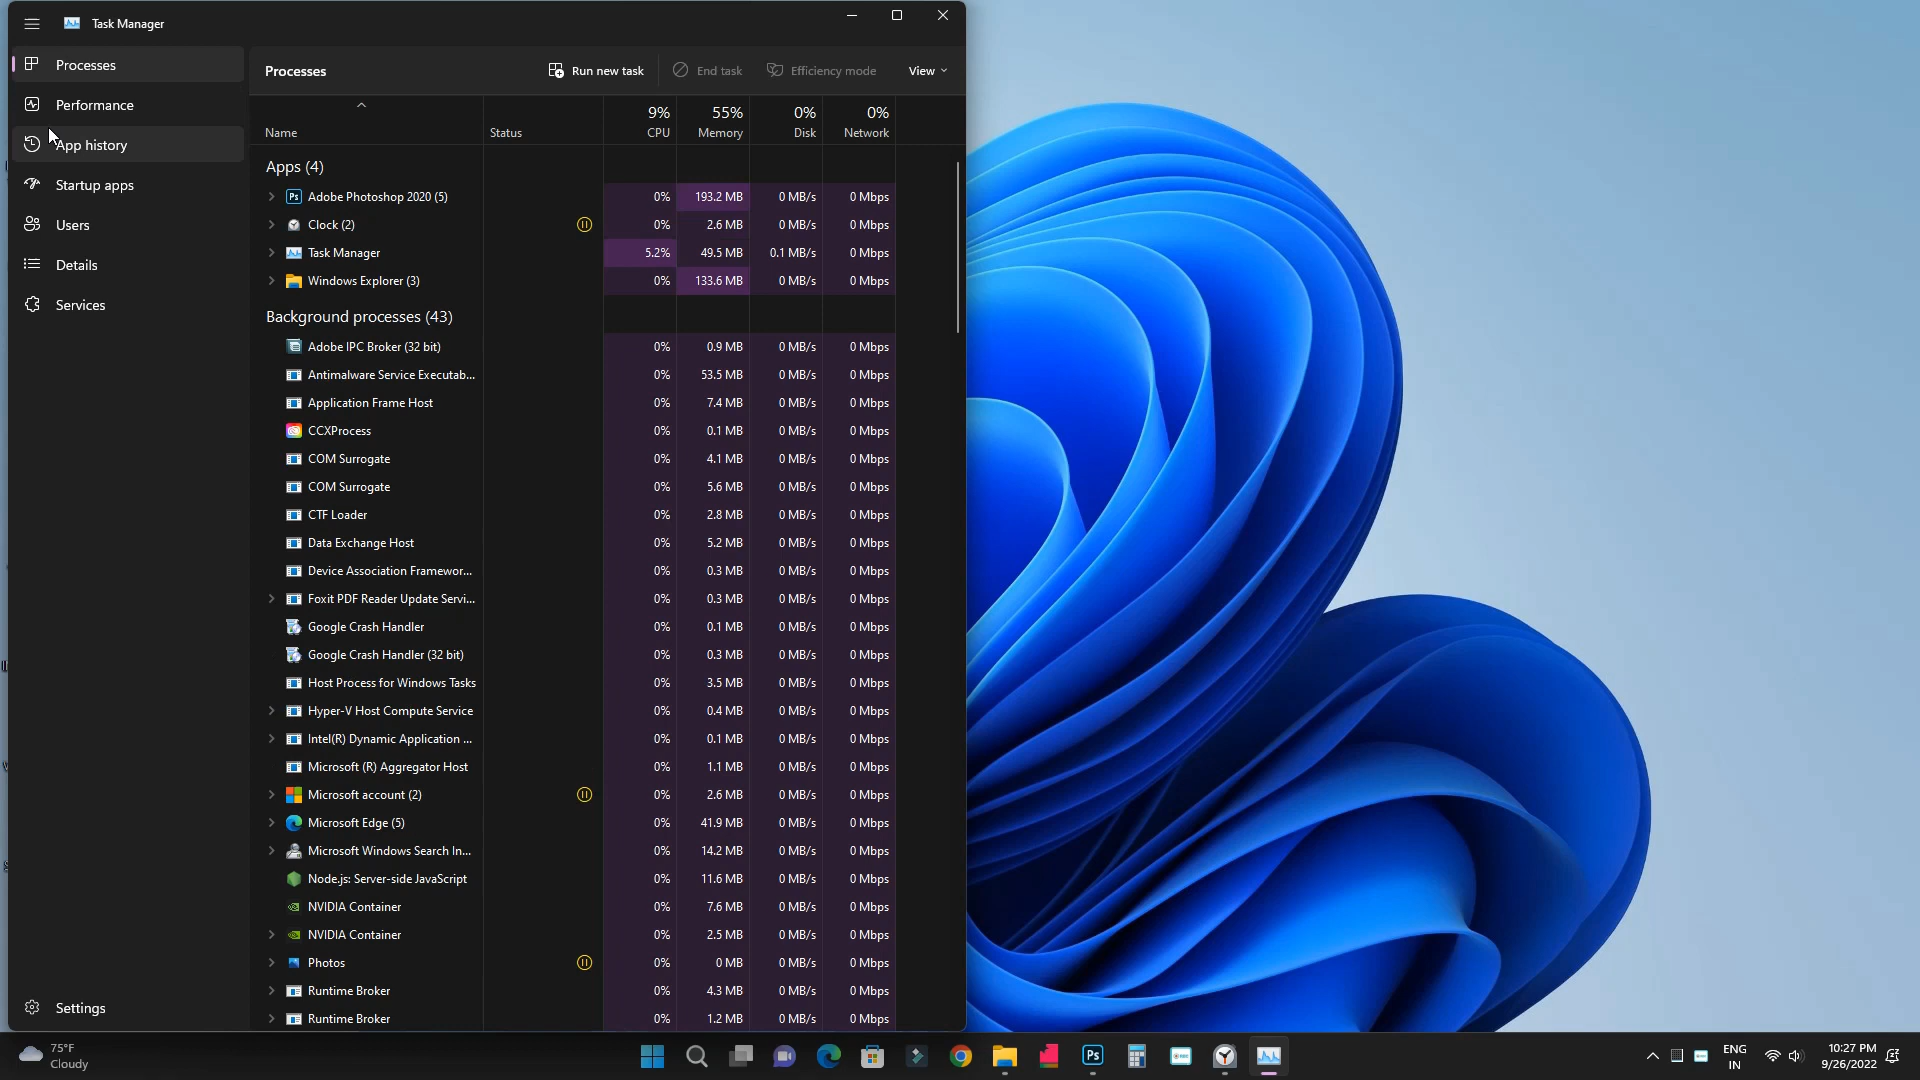 Task Manager
Processes
Performance
App history
Startup apps
Users
Details
Services
Settings
Processes
Run new task
End task
Efficiency mode
View
Name
Status
9%
CPU
55%
Memory
0%
Disk
0%
Network
Apps (4)
Adobe Photoshop 2020 (5) 0% 193.2 MB 0 MB/s 0 Mbps
Clock (2) 0% 2.6 MB 0 MB/s 0 Mbps
Task Manager 5.2% 49.5 MB 0.1 MB/s 0 Mbps
Windows Explorer (3) 0% 133.6 MB 0 MB/s 0 Mbps
Background processes (43)
Adobe IPC Broker (32 bit) 0% 0.9 MB 0 MB/s 0 Mbps
Antimalware Service Executab... 0% 53.5 MB 0 MB/s 0 Mbps
Application Frame Host 0% 7.4 MB 0 MB/s 0 Mbps
CCXProcess 0% 0.1 MB 0 MB/s 0 Mbps
COM Surrogate 0% 4.1 MB 0 MB/s 0 Mbps
COM Surrogate 0% 5.6 MB 0 MB/s 0 Mbps
CTF Loader 0% 2.8 MB 0 MB/s 0 Mbps
Data Exchange Host 0% 5.2 MB 0 MB/s 0 Mbps
Device Association Framewor... 0% 0.3 MB 0 MB/s 0 Mbps
Foxit PDF Reader Update Servi... 0% 0.3 MB 0 MB/s 0 Mbps
Google Crash Handler 0% 0.1 MB 0 MB/s 0 Mbps
Google Crash Handler (32 bit) 0% 0.3 MB 0 MB/s 0 Mbps
Host Process for Windows Tasks 0% 3.5 MB 0 MB/s 0 Mbps
Hyper-V Host Compute Service 0% 0.4 MB 0 MB/s 0 Mbps
Intel(R) Dynamic Application ... 0% 0.1 MB 0 MB/s 0 Mbps
Microsoft (R) Aggregator Host 0% 1.1 MB 0 MB/s 0 Mbps
Microsoft account (2) 0% 2.6 MB 0 MB/s 0 Mbps
Microsoft Edge (5) 0% 41.9 MB 0 MB/s 0 Mbps
Microsoft Windows Search In... 0% 14.2 MB 0 MB/s 0 Mbps
Node.js: Server-side JavaScript 0% 11.6 MB 0 MB/s 0 Mbps
NVIDIA Container 0% 7.6 MB 0 MB/s 0 Mbps
NVIDIA Container 0% 2.5 MB 0 MB/s 0 Mbps
Photos 0% 0 MB 0 MB/s 0 Mbps
Runtime Broker 0% 4.3 MB 0 MB/s 0 Mbps
Runtime Broker 0% 1.2 MB 0 MB/s 0 Mbps
75°F
Cloudy
Ps
ENG
IN
10:27 PM
9/26/2022